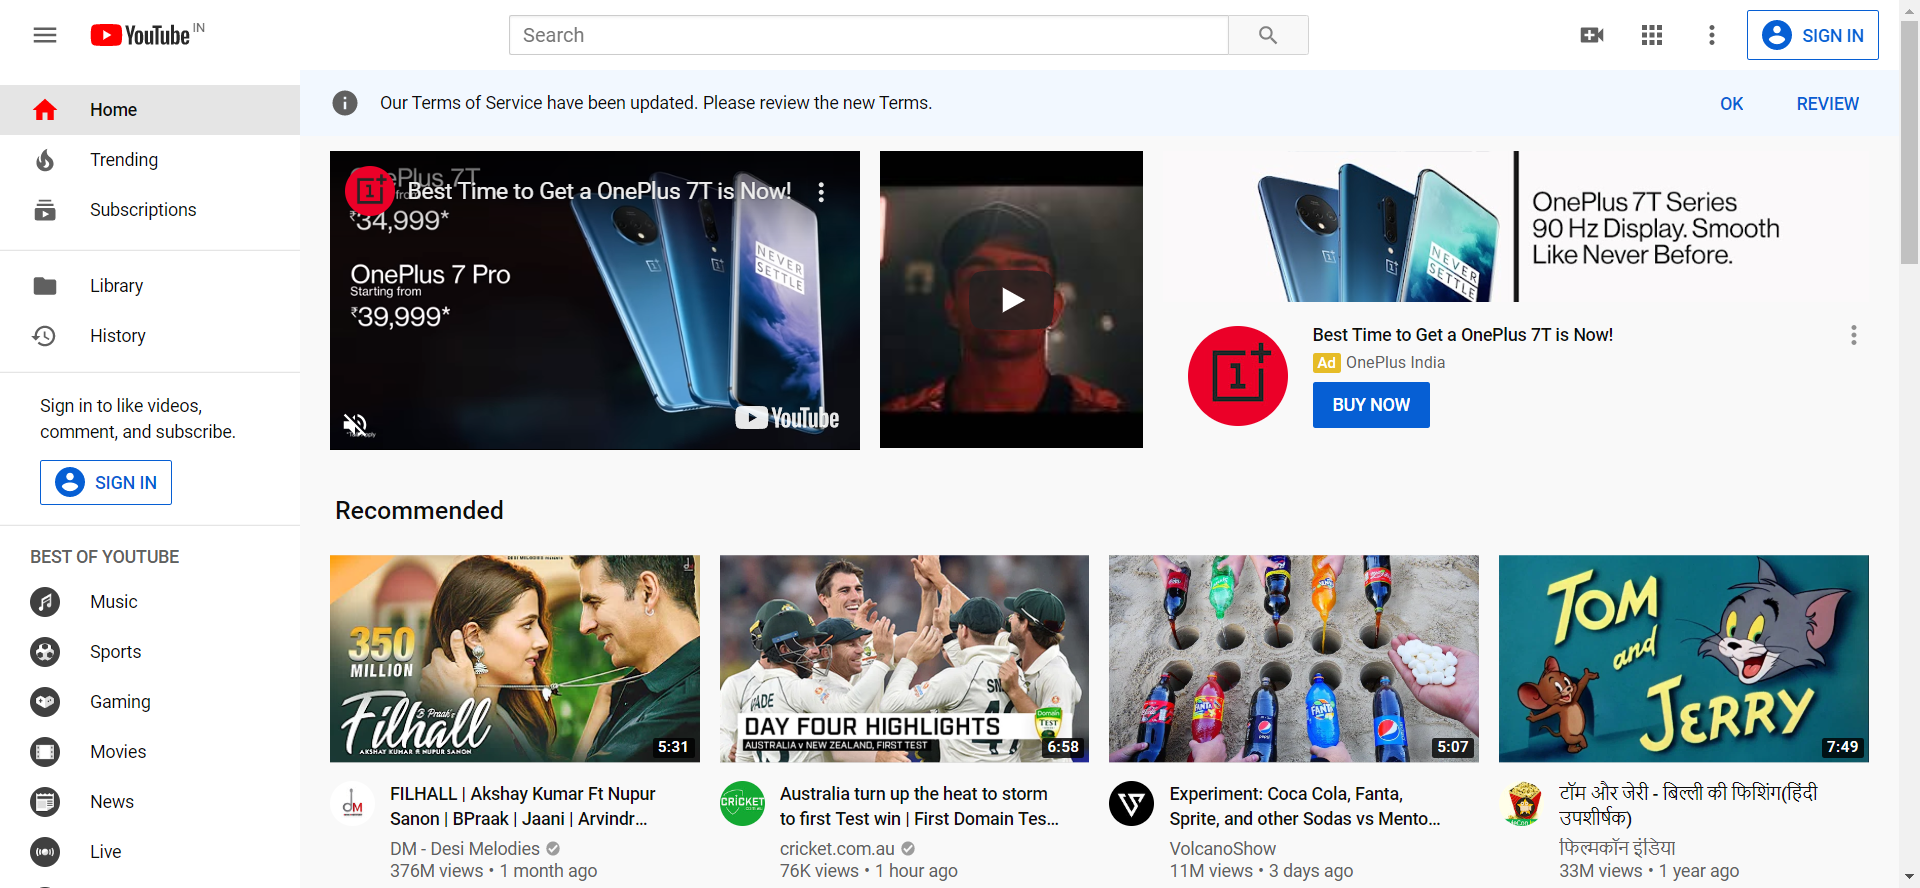 YouTube IN
Search
SIGN IN
Home
Trending
Subscriptions
Library
History
Sign in to like videos,
comment, and subscribe.
SIGN IN
BEST OF YOUTUBE
Music
Sports
Gaming
Movies
News
Live
Our Terms of Service have been updated. Please review the new Terms.
OK
REVIEW
Best Time to Get a OnePlus 7T is Now!
₹34,999*
OnePlus 7 Pro
Starting from
₹39,999*
NEVER
SETTLE
YouTube
NEVER
SETTLE
OnePlus 7T Series
90 Hz Display. Smooth
Like Never Before.
Best Time to Get a OnePlus 7T is Now!
Ad OnePlus India
BUY NOW
Recommended
350
MILLION
B Praak's
Filhall
AKSHAY KUMAR & NUPUR SANON
5:31
FILHALL | Akshay Kumar Ft Nupur
Sanon | BPraak | Jaani | Arvindr...
DM - Desi Melodies
376M views • 1 month ago
DAY FOUR HIGHLIGHTS
AUSTRALIA v NEW ZEALAND, FIRST TEST
Domain
TEST
6:58
CRICKET
Australia turn up the heat to storm
to first Test win | First Domain Tes...
cricket.com.au
76K views • 1 hour ago
5:07
Experiment: Coca Cola, Fanta,
Sprite, and other Sodas vs Mento...
VolcanoShow
11M views • 3 days ago
TOM
and
JERRY
7:49
टॉम और जेरी - बिल्ली की फिशिंग(हिंदी
उपशीर्षक)
फिल्मकॉन इंडिया
33M views • 1 year ago